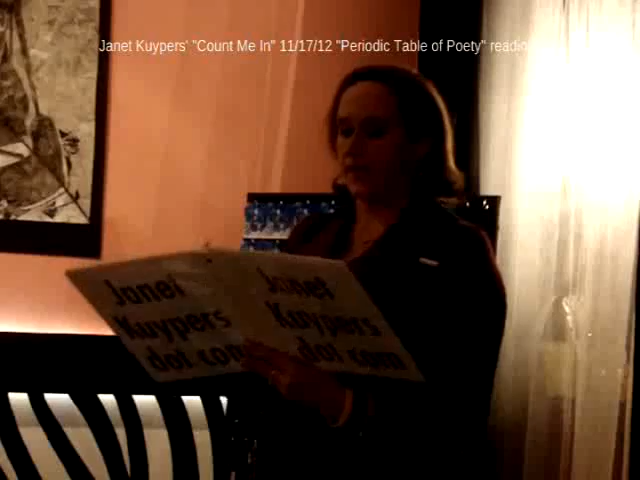 Janet Kuypers' "Count Me In" 11/17/12 "Periodic Table of Poety" readin
Janet
Kuypers
dot com
Janet
Kuypers
dot com